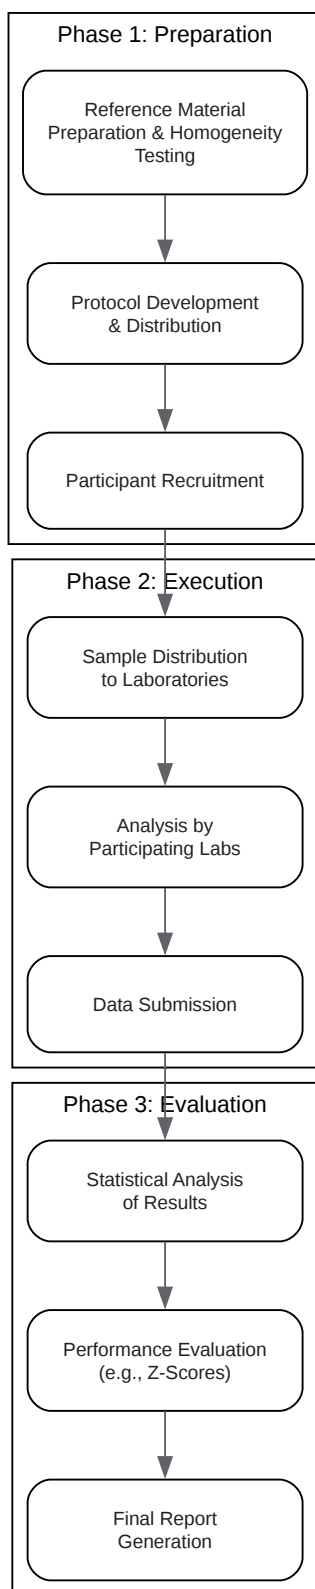 Phase 1: Preparation
Reference Material
Preparation & Homogeneity
Testing
Protocol Development
& Distribution
Participant Recruitment
Phase 2: Execution
Sample Distribution
to Laboratories
Analysis by
Participating Labs
Data Submission
Phase 3: Evaluation
Statistical Analysis
of Results
Performance Evaluation
(e.g., Z-Scores)
Final Report
Generation